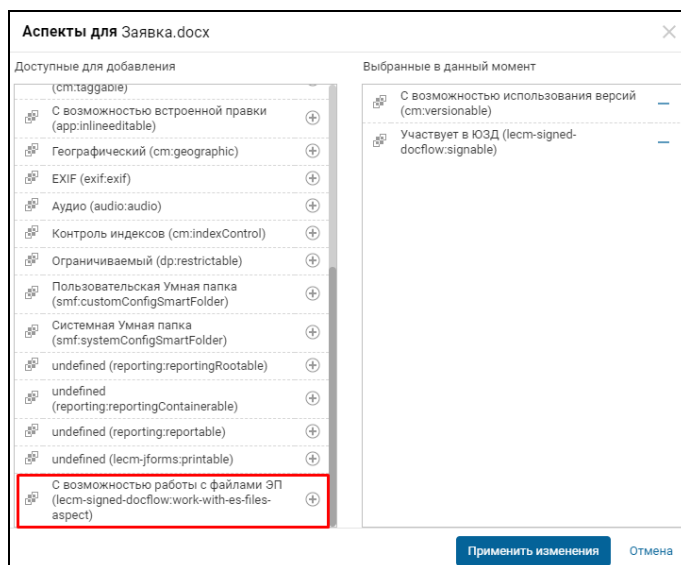 Аспекты для Заявка.docx
Доступные для добавления
(cm:taggable)
С возможностью встроенной правки
(app:inlineeditable)
Географический (cm:geographic)
EXIF (exif:exif)
Аудио (audio:audio)
Контроль индексов (cm:indexControl)
Ограничиваемый (dp:restrictable)
Пользовательская Умная папка
(smf:customConfigSmartFolder)
Системная Умная папка
(smf:systemConfigSmartFolder)
undefined (reporting:reportingRootable)
undefined
(reporting:reportingContainerable)
undefined (reporting:reportable)
undefined (lecm-jforms:printable)
С возможностью работы с файлами ЭП
(lecm-signed-docflow:work-with-es-files-
aspect)
Выбранные в данный момент
С возможностью использования версий
(cm:versionable)
Участвует в ЮЗД (lecm-signed-
docflow:signable)
Применить изменения
Отмена